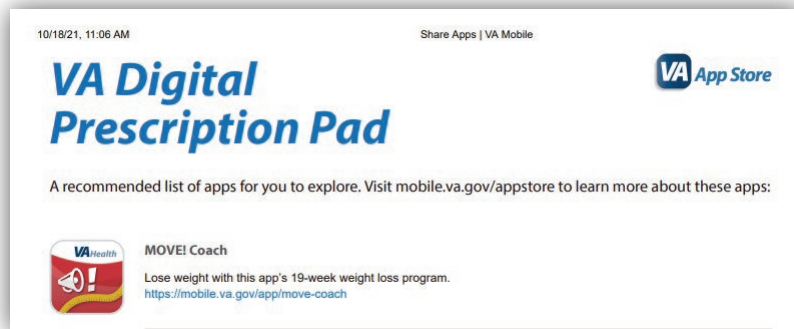 10/18/21, 11:06 AM
Share Apps | VA Mobile
VA Digital
Prescription Pad
VA App Store
A recommended list of apps for you to explore. Visit mobile.va.gov/appstore to learn more about these apps:
VA Health
MOVE! Coach
Lose weight with this app's 19-week weight loss program.
https://mobile.va.gov/app/move-coach